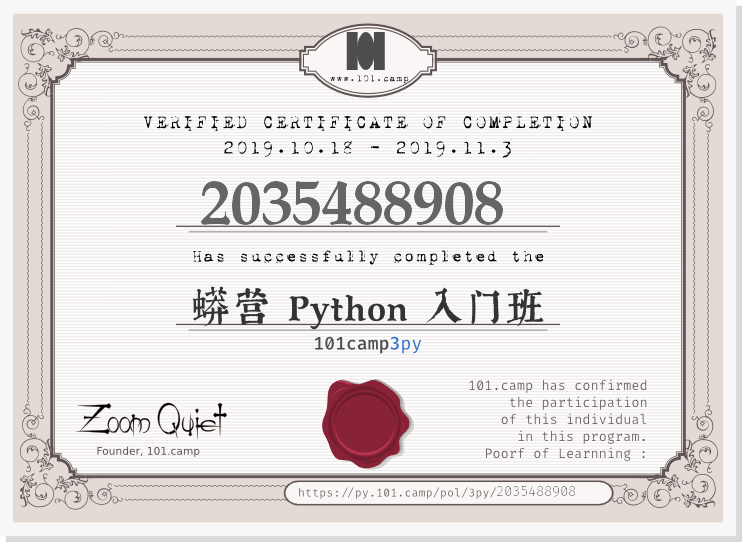 101
www.101.camp
VERIFIED CERTIFICATE OF COMPLETION
2019.10.18 - 2019.11.3
2035488908
Has successfully completed the
蟒营 Python 入门班
101camp3py
Zoom Quiet
Founder, 101.camp
101.camp has confirmed
the participation
of this individual
in this program.
Poorf of Learnning :
https://py.101.camp/pol/3py/2035488908